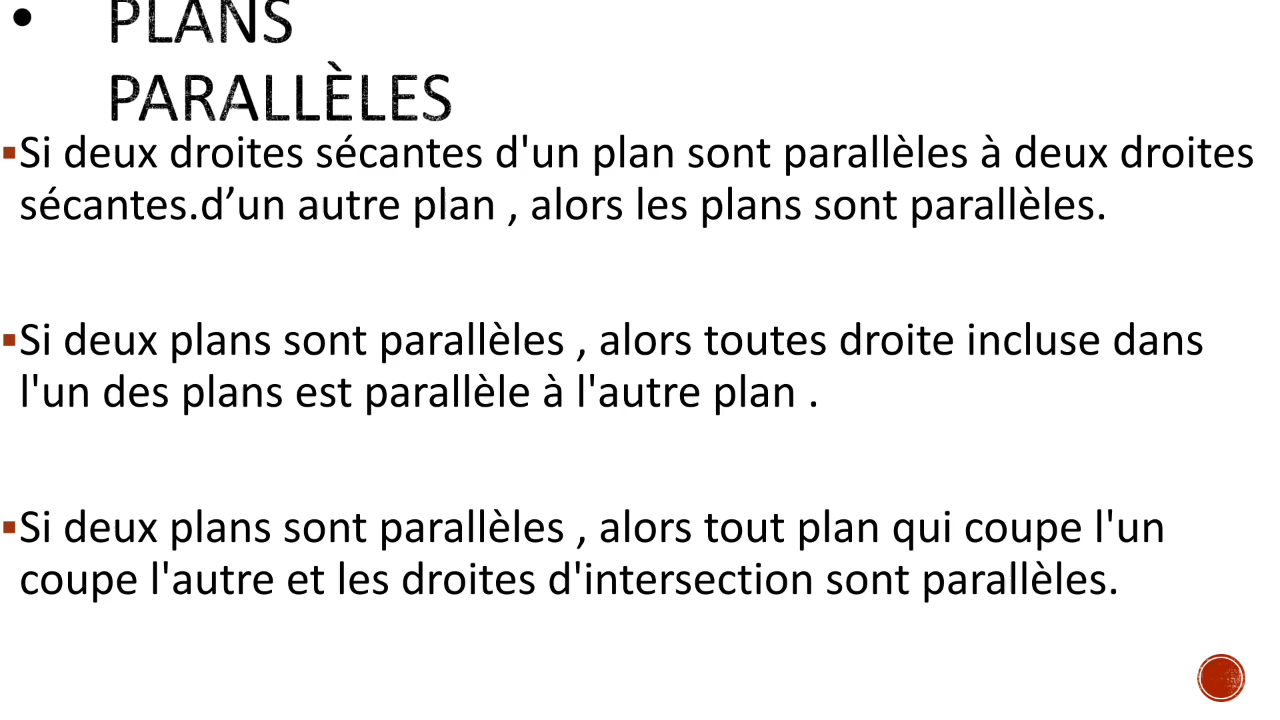 • PLANS
PARALLÈLES
▪Si deux droites sécantes d'un plan sont parallèles à deux droites
sécantes.d’un autre plan , alors les plans sont parallèles.
▪Si deux plans sont parallèles , alors toutes droite incluse dans
l'un des plans est parallèle à l'autre plan .
▪Si deux plans sont parallèles , alors tout plan qui coupe l'un
coupe l'autre et les droites d'intersection sont parallèles.